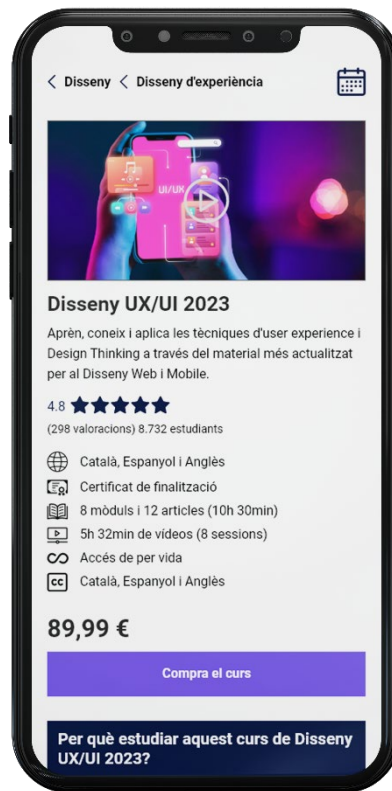 Disseny Disseny d'experiència
UI/UX
Disseny UX/UI 2023
Aprèn, coneix i aplica les tècniques d'user experience i
Design Thinking a través del material més actualitzat
per al Disseny Web i Mobile.
4.8
(298 valoracions) 8.732 estudiants
Català, Espanyol i Anglès
Certificat de finalització
8 mòduls i 12 articles (10h 30min)
5h 32min de vídeos (8 sessions)
Accés de per vida
CC Català, Espanyol i Anglès
89,99 €
Compra el curs
Per què estudiar aquest curs de Disseny
UX/UI 2023?